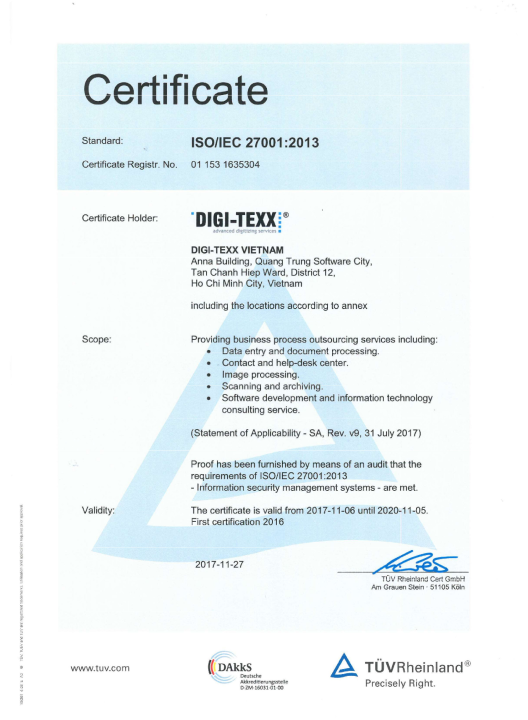 Certificate
Standard: ISO/IEC 27001:2013
Certificate Registr. No. 01 153 1635304
Certificate Holder: DIGI-TEXX®
advanced digitizing services
DIGI-TEXX VIETNAM
Anna Building, Quang Trung Software City,
Tan Chanh Hiep Ward, District 12,
Ho Chi Minh City, Vietnam
including the locations according to annex
Scope: Providing business process outsourcing services including:
• Data entry and document processing.
• Contact and help-desk center.
• Image processing.
• Scanning and archiving.
• Software development and information technology
consulting service.
(Statement of Applicability - SA, Rev. v9, 31 July 2017)
Proof has been furnished by means of an audit that the
requirements of ISO/IEC 27001:2013
- Information security management systems - are met.
Validity: The certificate is valid from 2017-11-06 until 2020-11-05.
First certification 2016
2017-11-27
TÜV Rheinland Cert GmbH
Am Grauen Stein · 51105 Köln
www.tuv.com
DAkkS
Deutsche
Akkreditierungsstelle
D-ZM-16031-01-00
TÜVRheinland®
Precisely Right.